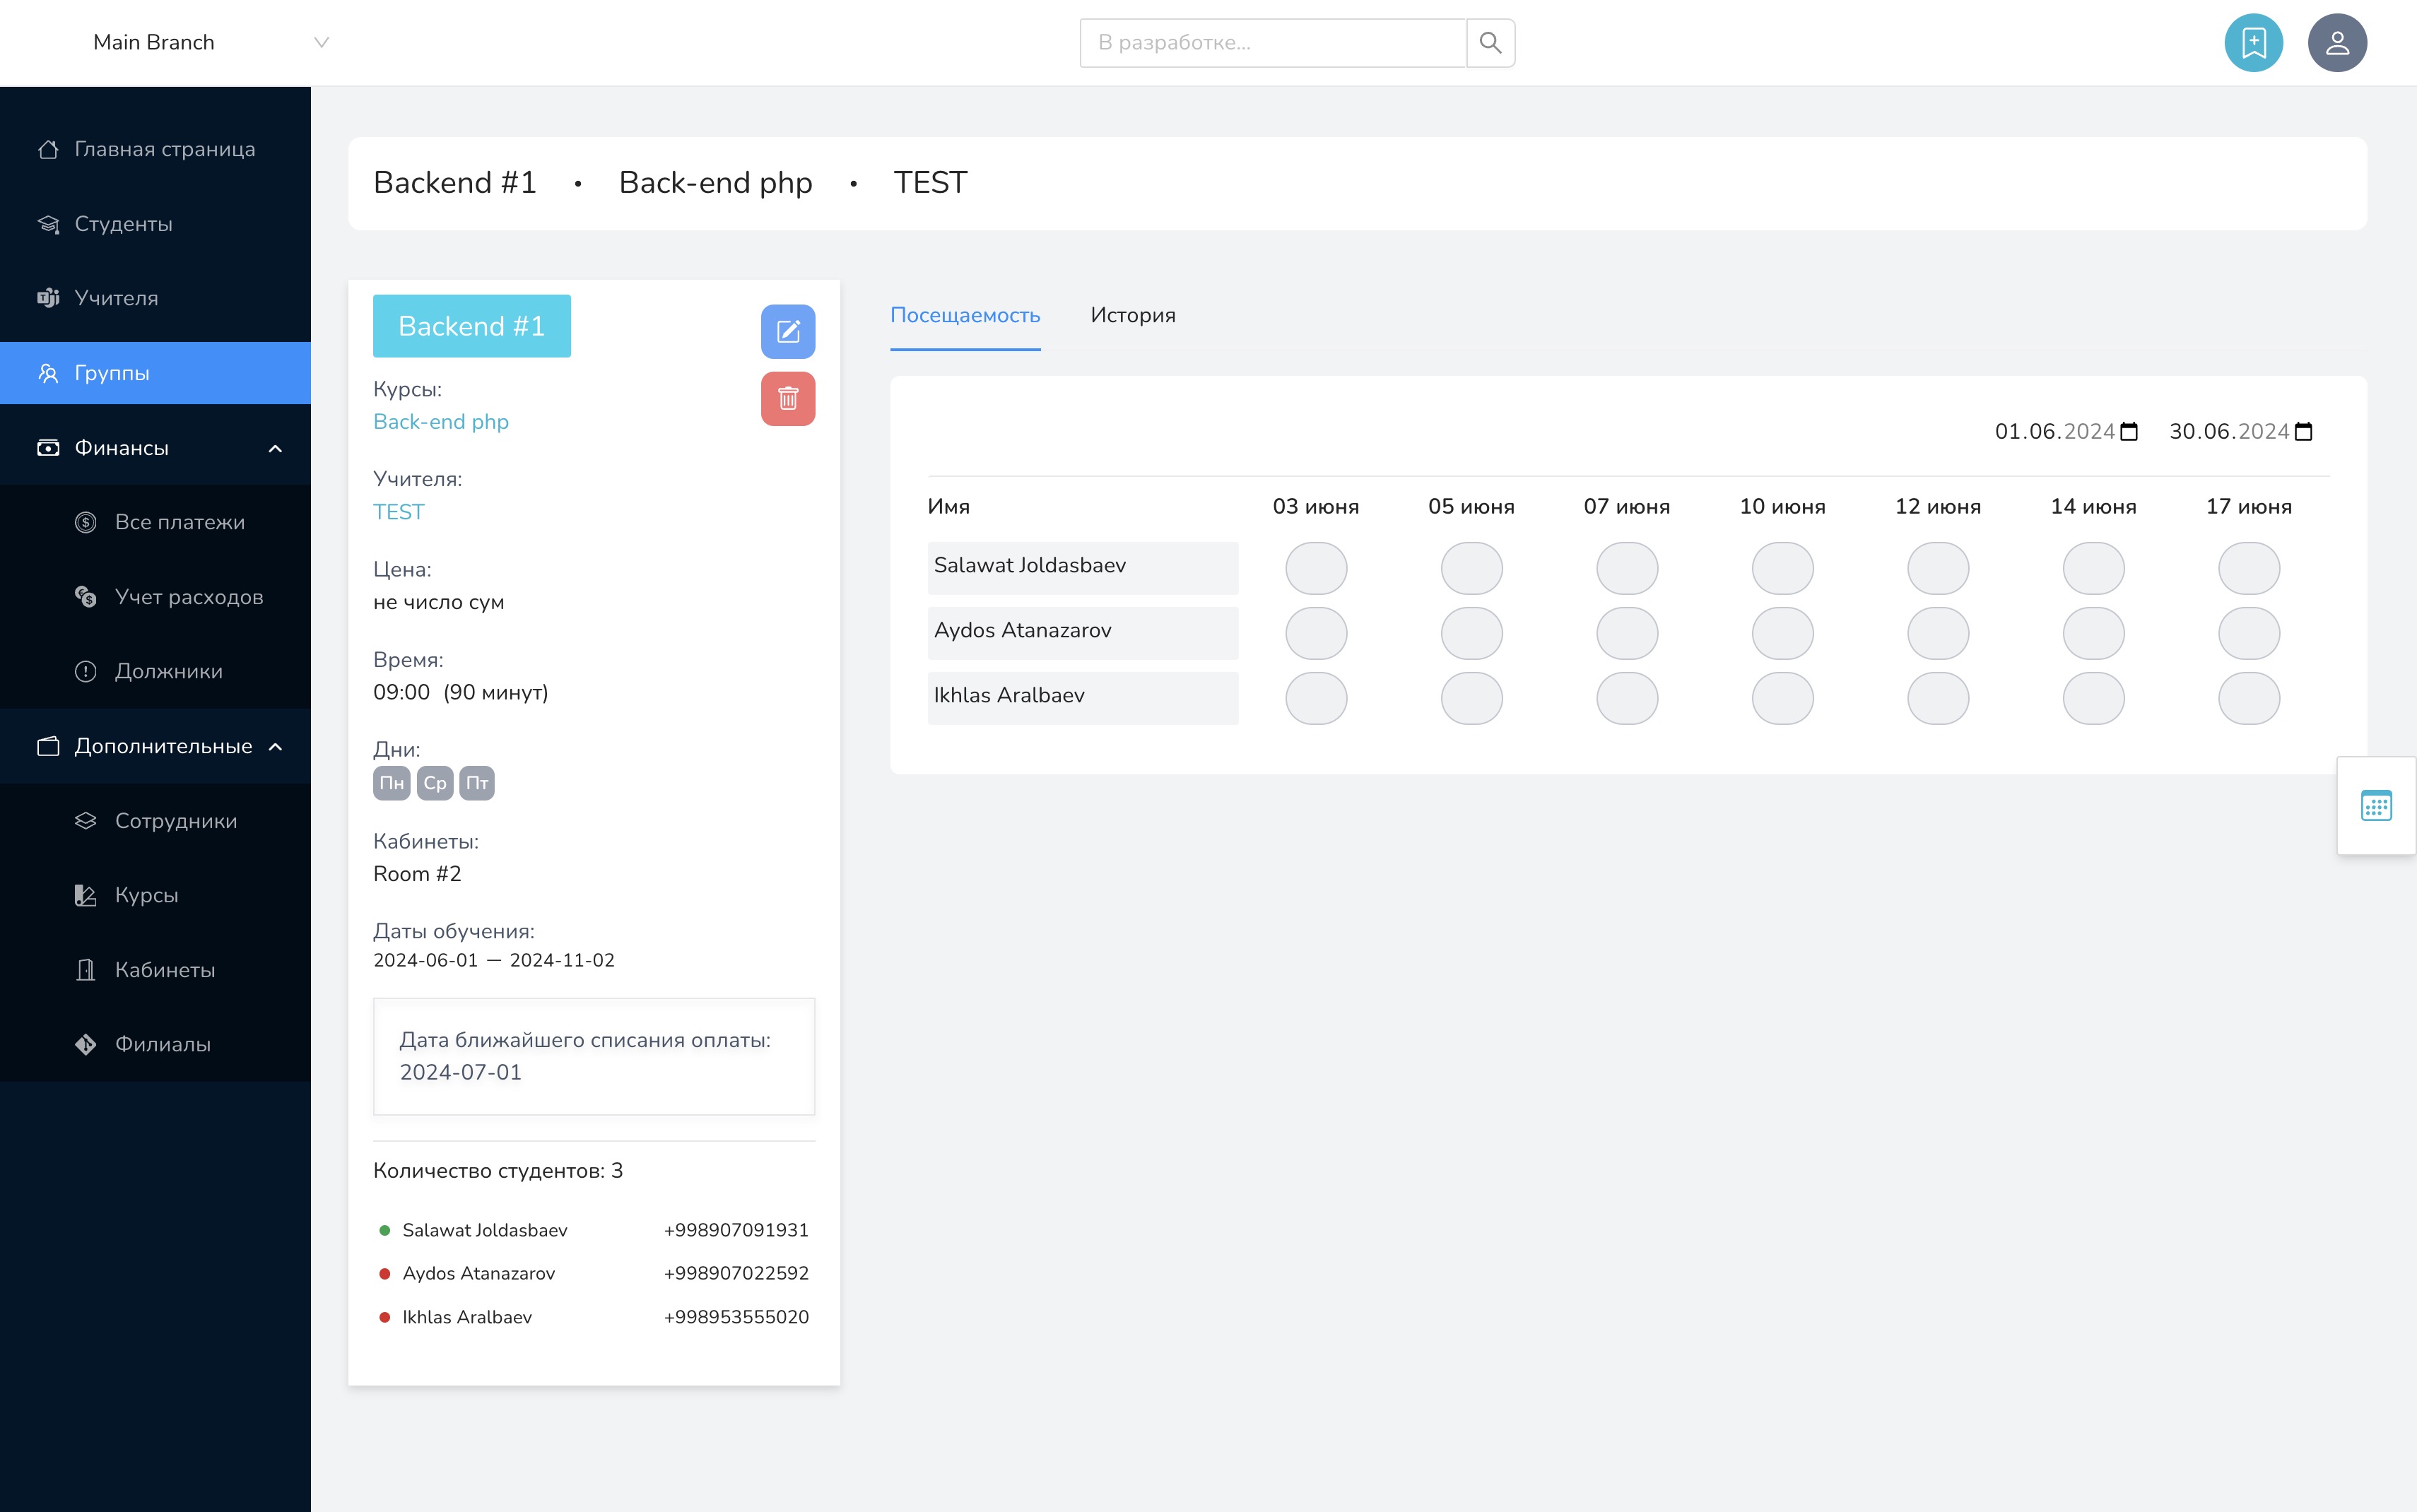 Main Branch
В разработке...
Главная страница
Студенты
Учителя
Группы
Финансы
Все платежи
Учет расходов
Должники
Дополнительные
Сотрудники
Курсы
Кабинеты
Филиалы
Backend #1 • Back-end php • TEST
Backend #1
Курсы:
Back-end php
Учителя:
TEST
Цена:
не число сум
Время:
09:00 (90 минут)
Дни:
Пн Ср Пт
Кабинеты:
Room #2
Даты обучения:
2024-06-01 — 2024-11-02
Дата ближайшего списания оплаты:
2024-07-01
Количество студентов: 3
Salawat Joldasbaev +998907091931
Aydos Atanazarov +998907022592
Ikhlas Aralbaev +998953555020
Посещаемость История
01.06.2024 30.06.2024
Имя 03 июня 05 июня 07 июня 10 июня 12 июня 14 июня 17 июня
Salawat Joldasbaev
Aydos Atanazarov
Ikhlas Aralbaev